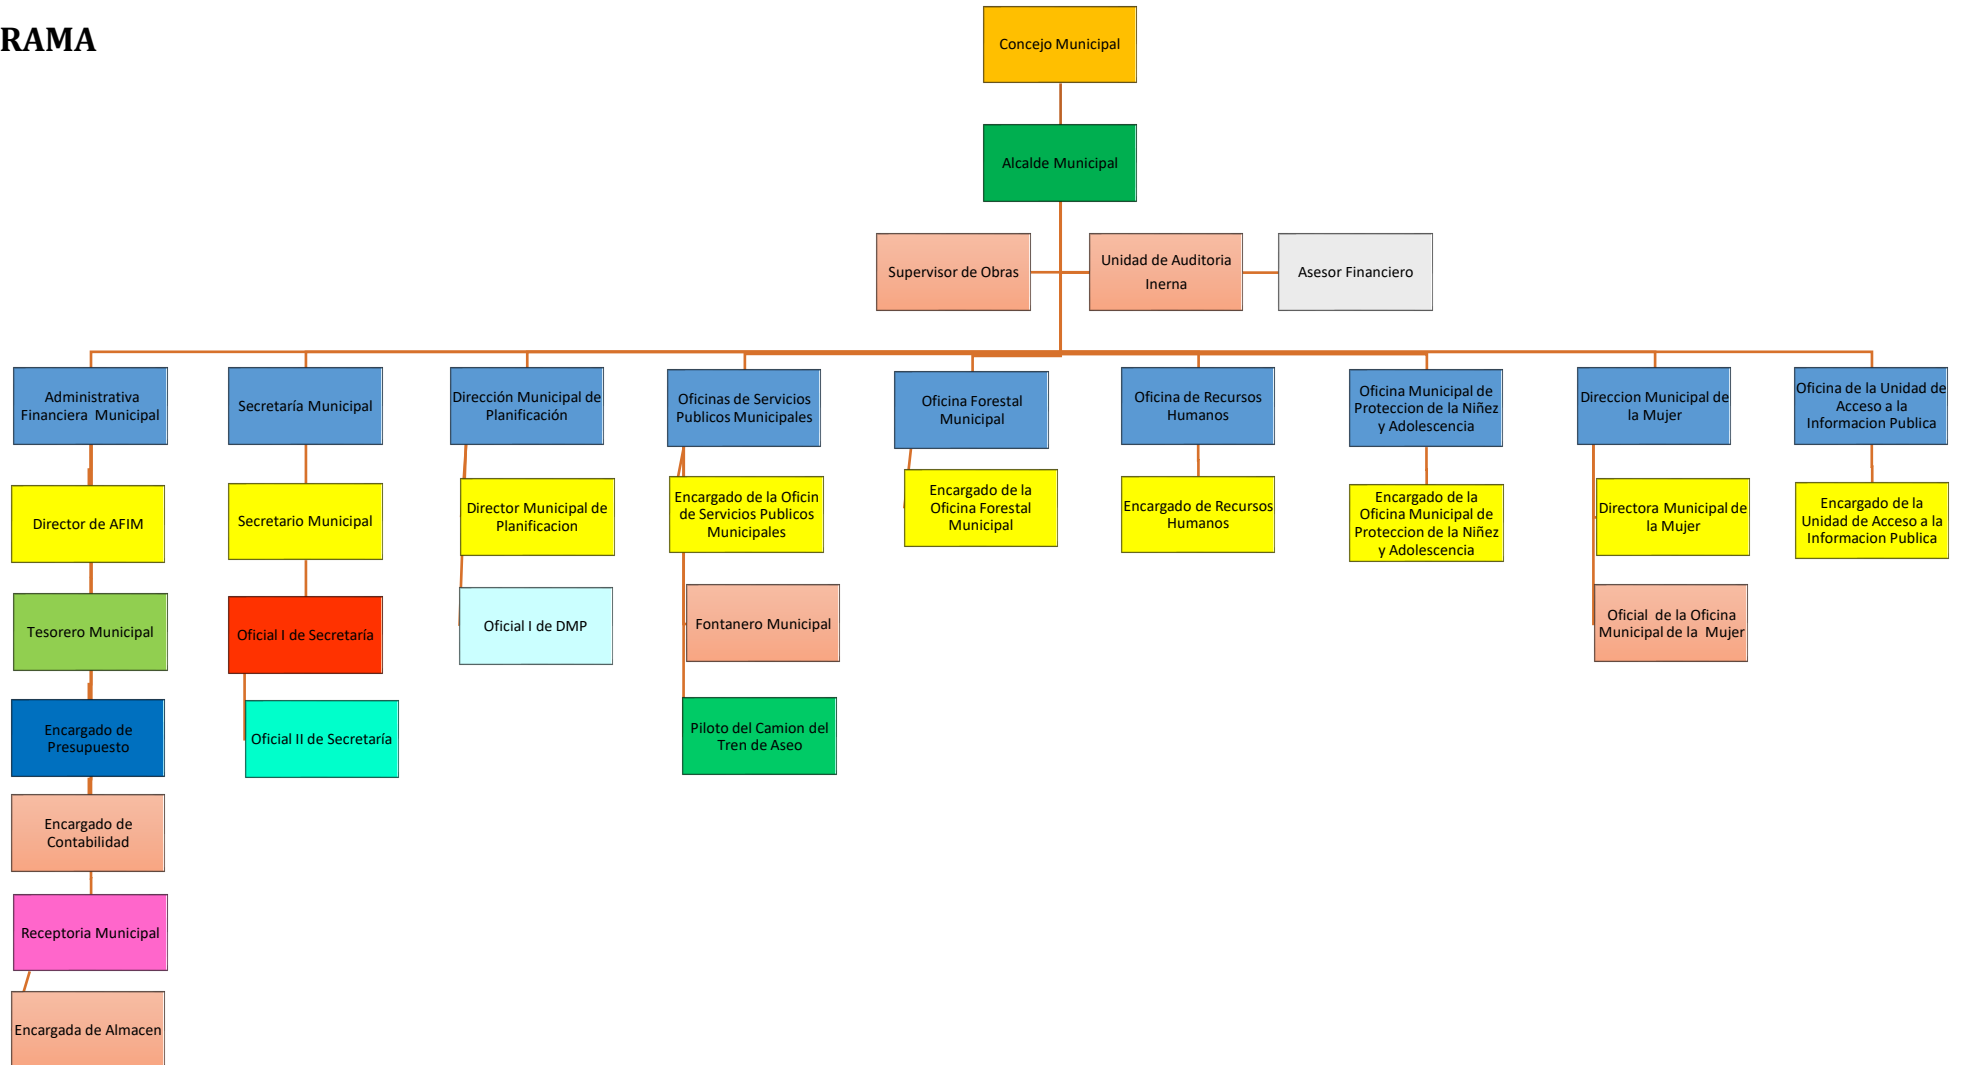 RAMA
Concejo Municipal
Alcalde Municipal
Supervisor de Obras
Unidad de Auditoria
Inerna
Asesor Financiero
Administrativa
Financiera Municipal
Secretaría Municipal
Dirección Municipal de
Planificación
Oficinas de Servicios
Publicos Municipales
Oficina Forestal
Municipal
Oficina de Recursos
Humanos
Oficina Municipal de
Proteccion de la Niñez
y Adolescencia
Direccion Municipal de
la Mujer
Oficina de la Unidad de
Acceso a la
Informacion Publica
Director de AFIM
Secretario Municipal
Director Municipal de
Planificacion
Encargado de la Oficin
de Servicios Publicos
Municipales
Encargado de la
Oficina Forestal
Municipal
Encargado de Recursos
Humanos
Encargado de la
Oficina Municipal de
Proteccion de la Niñez
y Adolescencia
Directora Municipal de
la Mujer
Encargado de la
Unidad de Acceso a la
Informacion Publica
Tesorero Municipal
Oficial I de Secretaría
Oficial I de DMP
Fontanero Municipal
Oficial de la Oficina
Municipal de la Mujer
Encargado de
Presupuesto
Oficial II de Secretaría
Piloto del Camion del
Tren de Aseo
Encargado de
Contabilidad
Receptoria Municipal
Encargada de Almacen